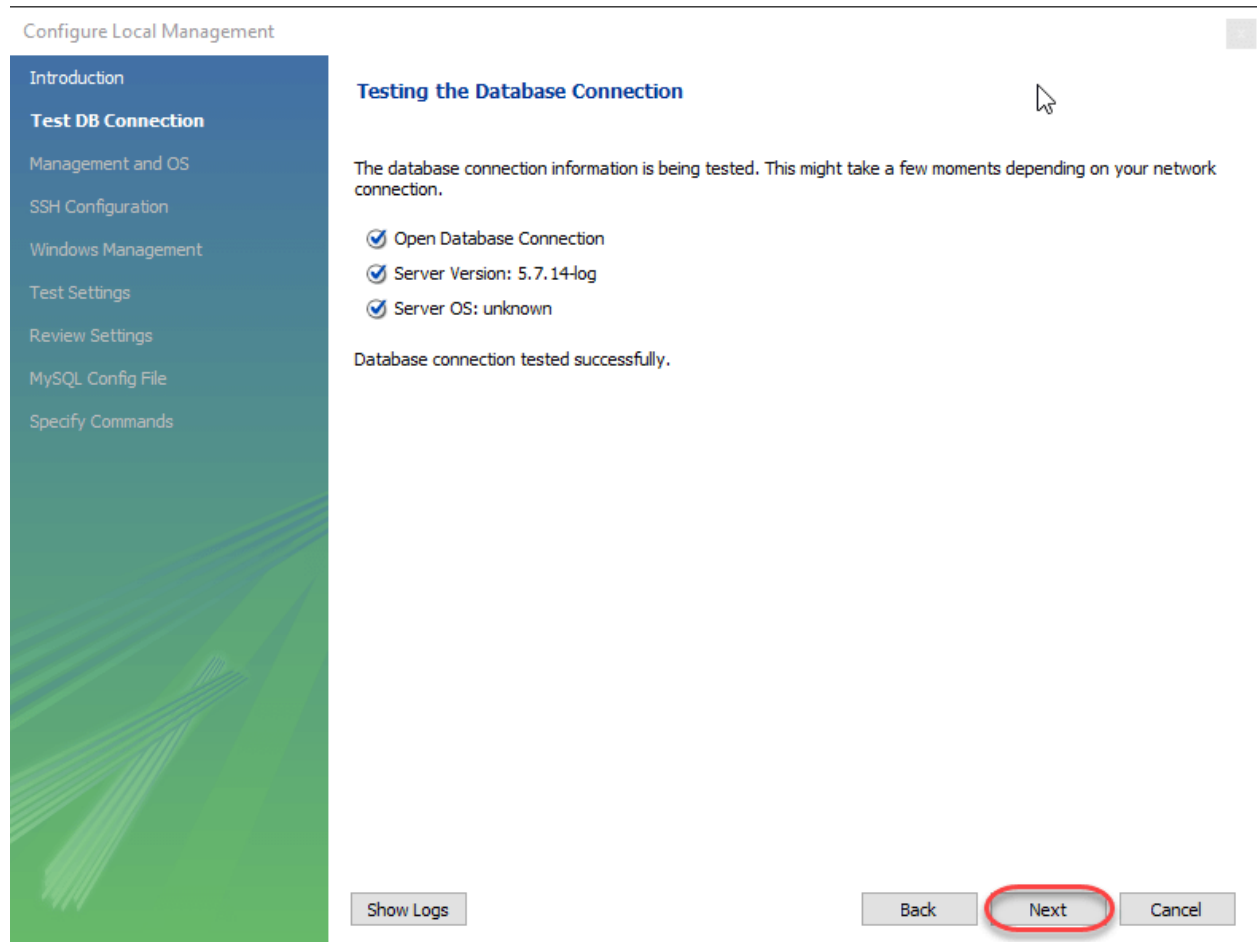 Configure Local Management
x
Introduction
Test DB Connection
Management and OS
SSH Configuration
Windows Management
Test Settings
Review Settings
MySQL Config File
Specify Commands
Testing the Database Connection
The database connection information is being tested. This might take a few moments depending on your network
connection.
Open Database Connection
Server Version: 5.7.14-log
Server OS: unknown
Database connection tested successfully.
Show Logs
Back
Next
Cancel